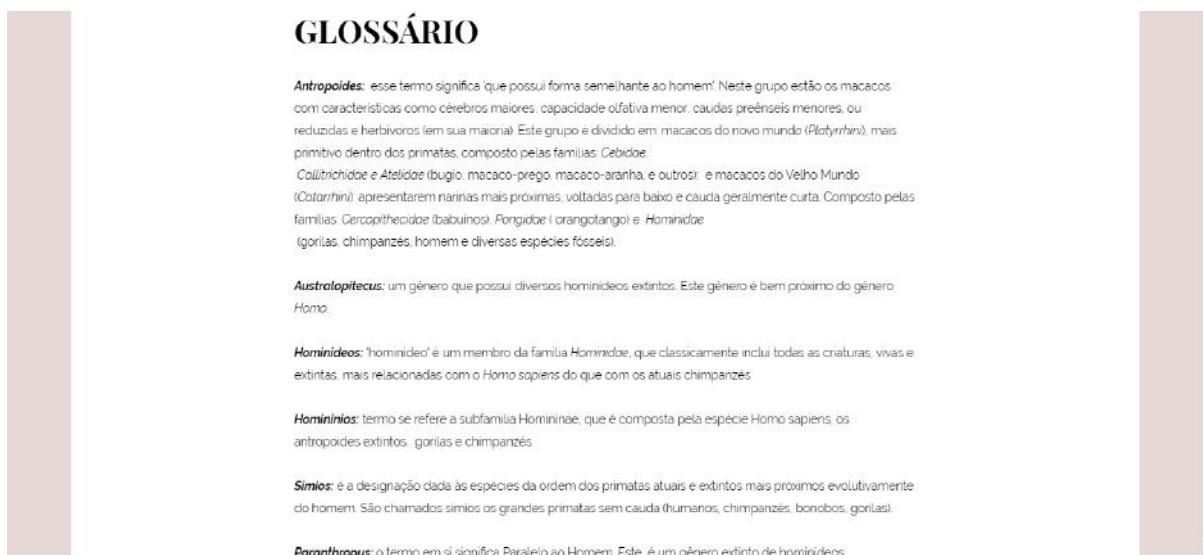 GLOSSÁRIO
Antropoides: esse termo significa 'que possui forma semelhante ao homem'. Neste grupo estão os macacos
com características como cérebros maiores, capacidade olfativa menor, caudas preênseis menores, ou
reduzidas e herbívoros (em sua maioria). Este grupo é dividido em: macacos do novo mundo (Platyrrhini), mais
primitivo dentro dos primatas, composto pelas famílias: Cebidae,
Callitrichidae e Atelidae (bugio, macaco-prego, macaco-aranha, e outros); e macacos do Velho Mundo
(Catarrhini), apresentarem narinas mais próximas, voltadas para baixo e cauda geralmente curta. Composto pelas
famílias: Cercopithecidae (babuínos), Pongidae ( orangotango) e Hominidae
(gorilas, chimpanzés, homem e diversas espécies fósseis).
Australopitecus: um gênero que possui diversos hominídeos extintos. Este gênero é bem próximo do gênero
Homo.
Hominídeos: "hominídeo" é um membro da família Hominidae, que classicamente inclui todas as criaturas, vivas e
extintas, mais relacionadas com o Homo sapiens do que com os atuais chimpanzés
Homininios: termo se refere a subfamília Homininae, que é composta pela espécie Homo sapiens, os
antropoides extintos, gorilas e chimpanzés.
Símios: é a designação dada às espécies da ordem dos primatas atuais e extintos mais próximos evolutivamente
do homem. São chamados símios os grandes primatas sem cauda (humanos, chimpanzés, bonobos, gorilas).
Paranthropus: o termo em si significa Paralelo ao Homem. Este, é um gênero extinto de hominídeos